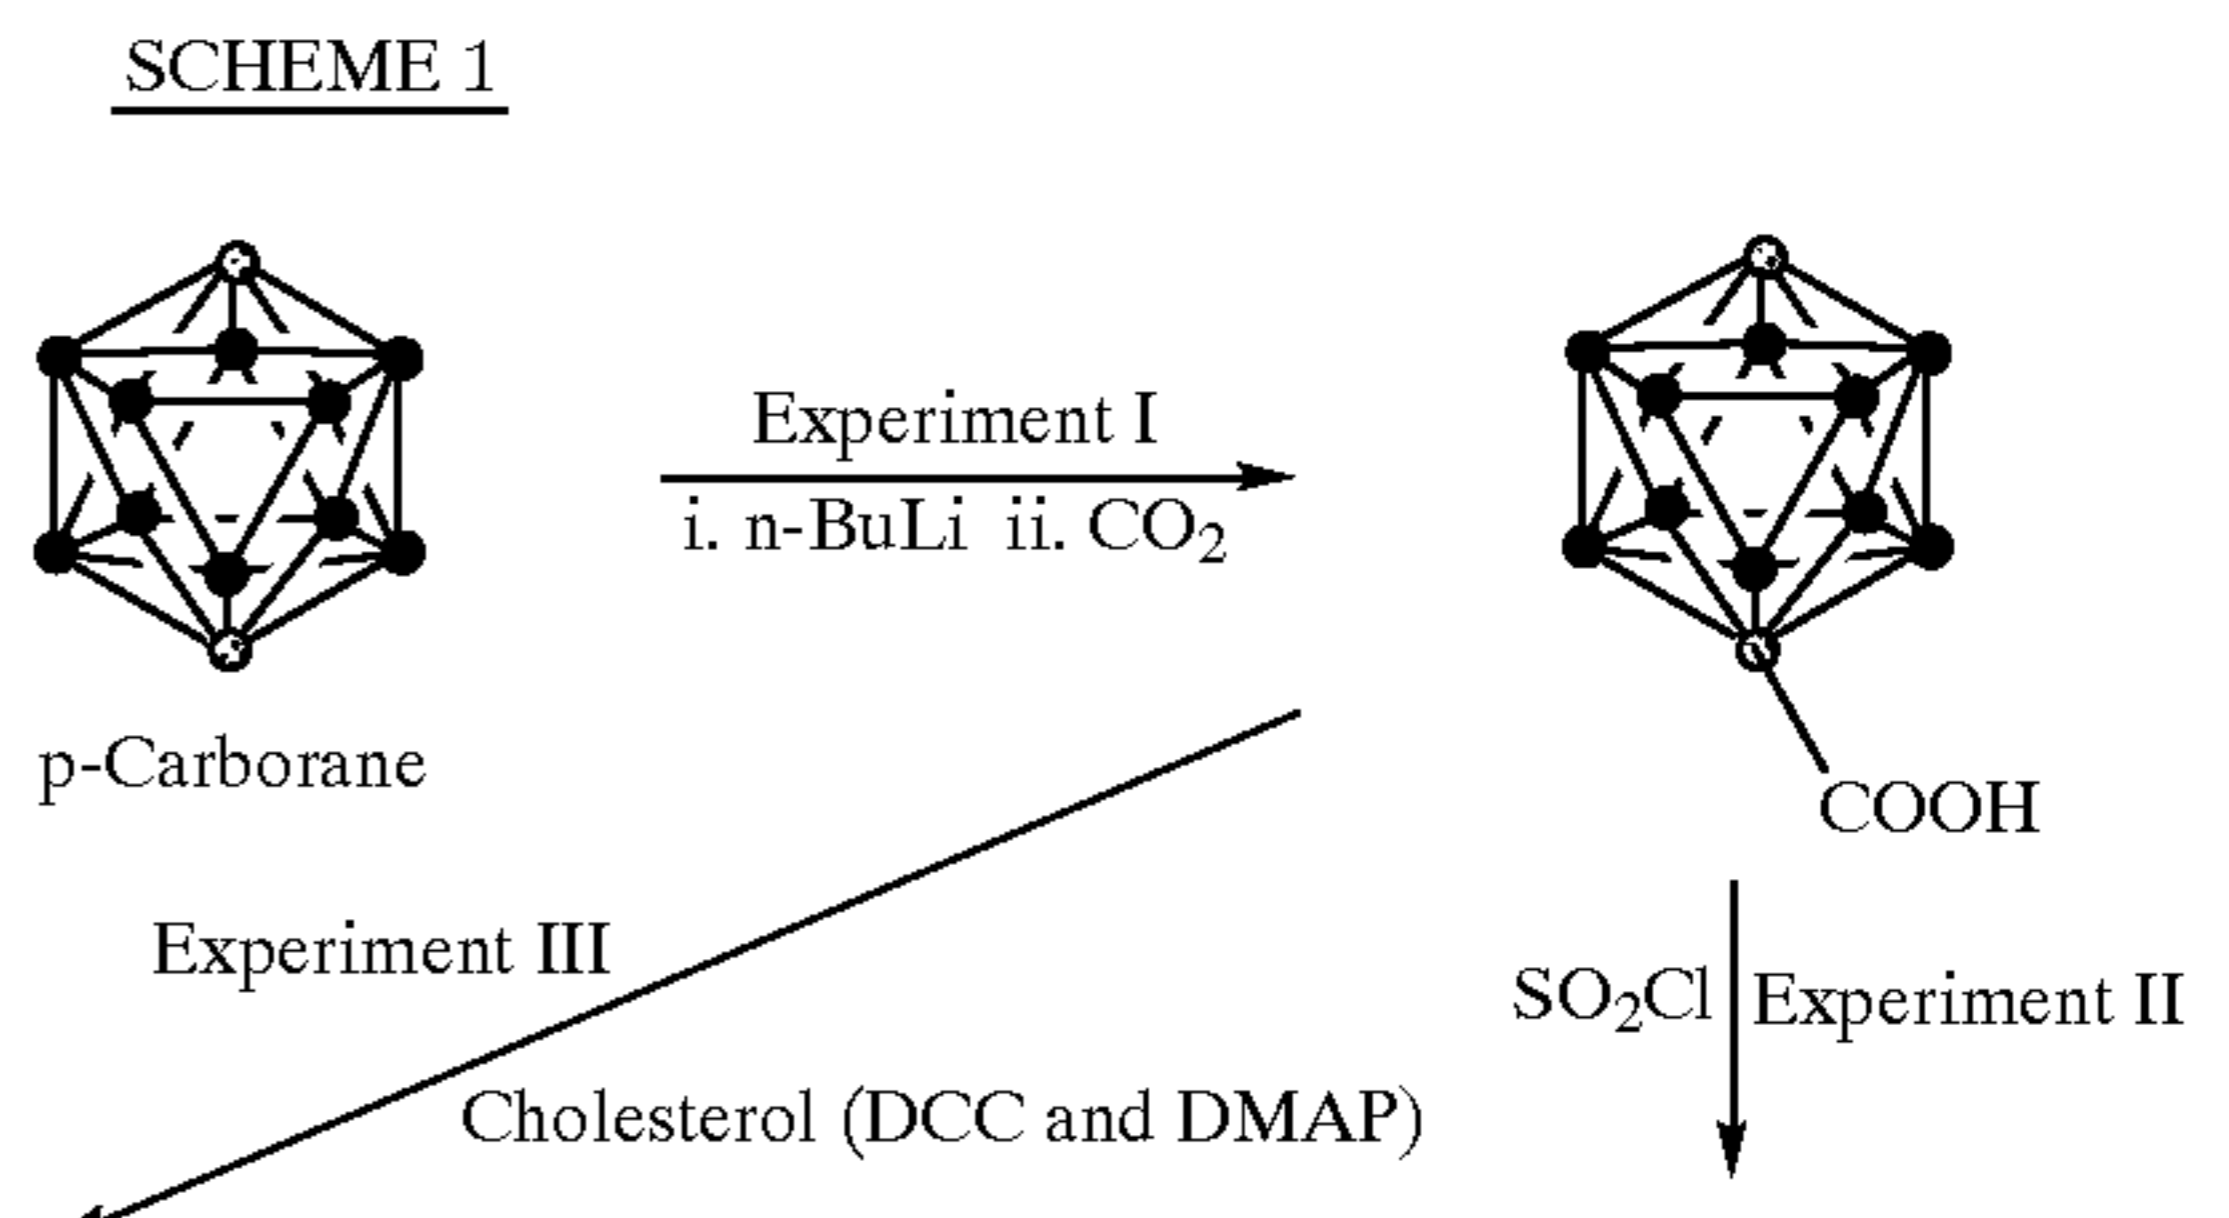 SCHEME 1
Experiment I
i. n-BuLi ii. CO₂
p-Carborane
COOH
Experiment III
SO₂Cl
Experiment II
Cholesterol (DCC and DMAP)